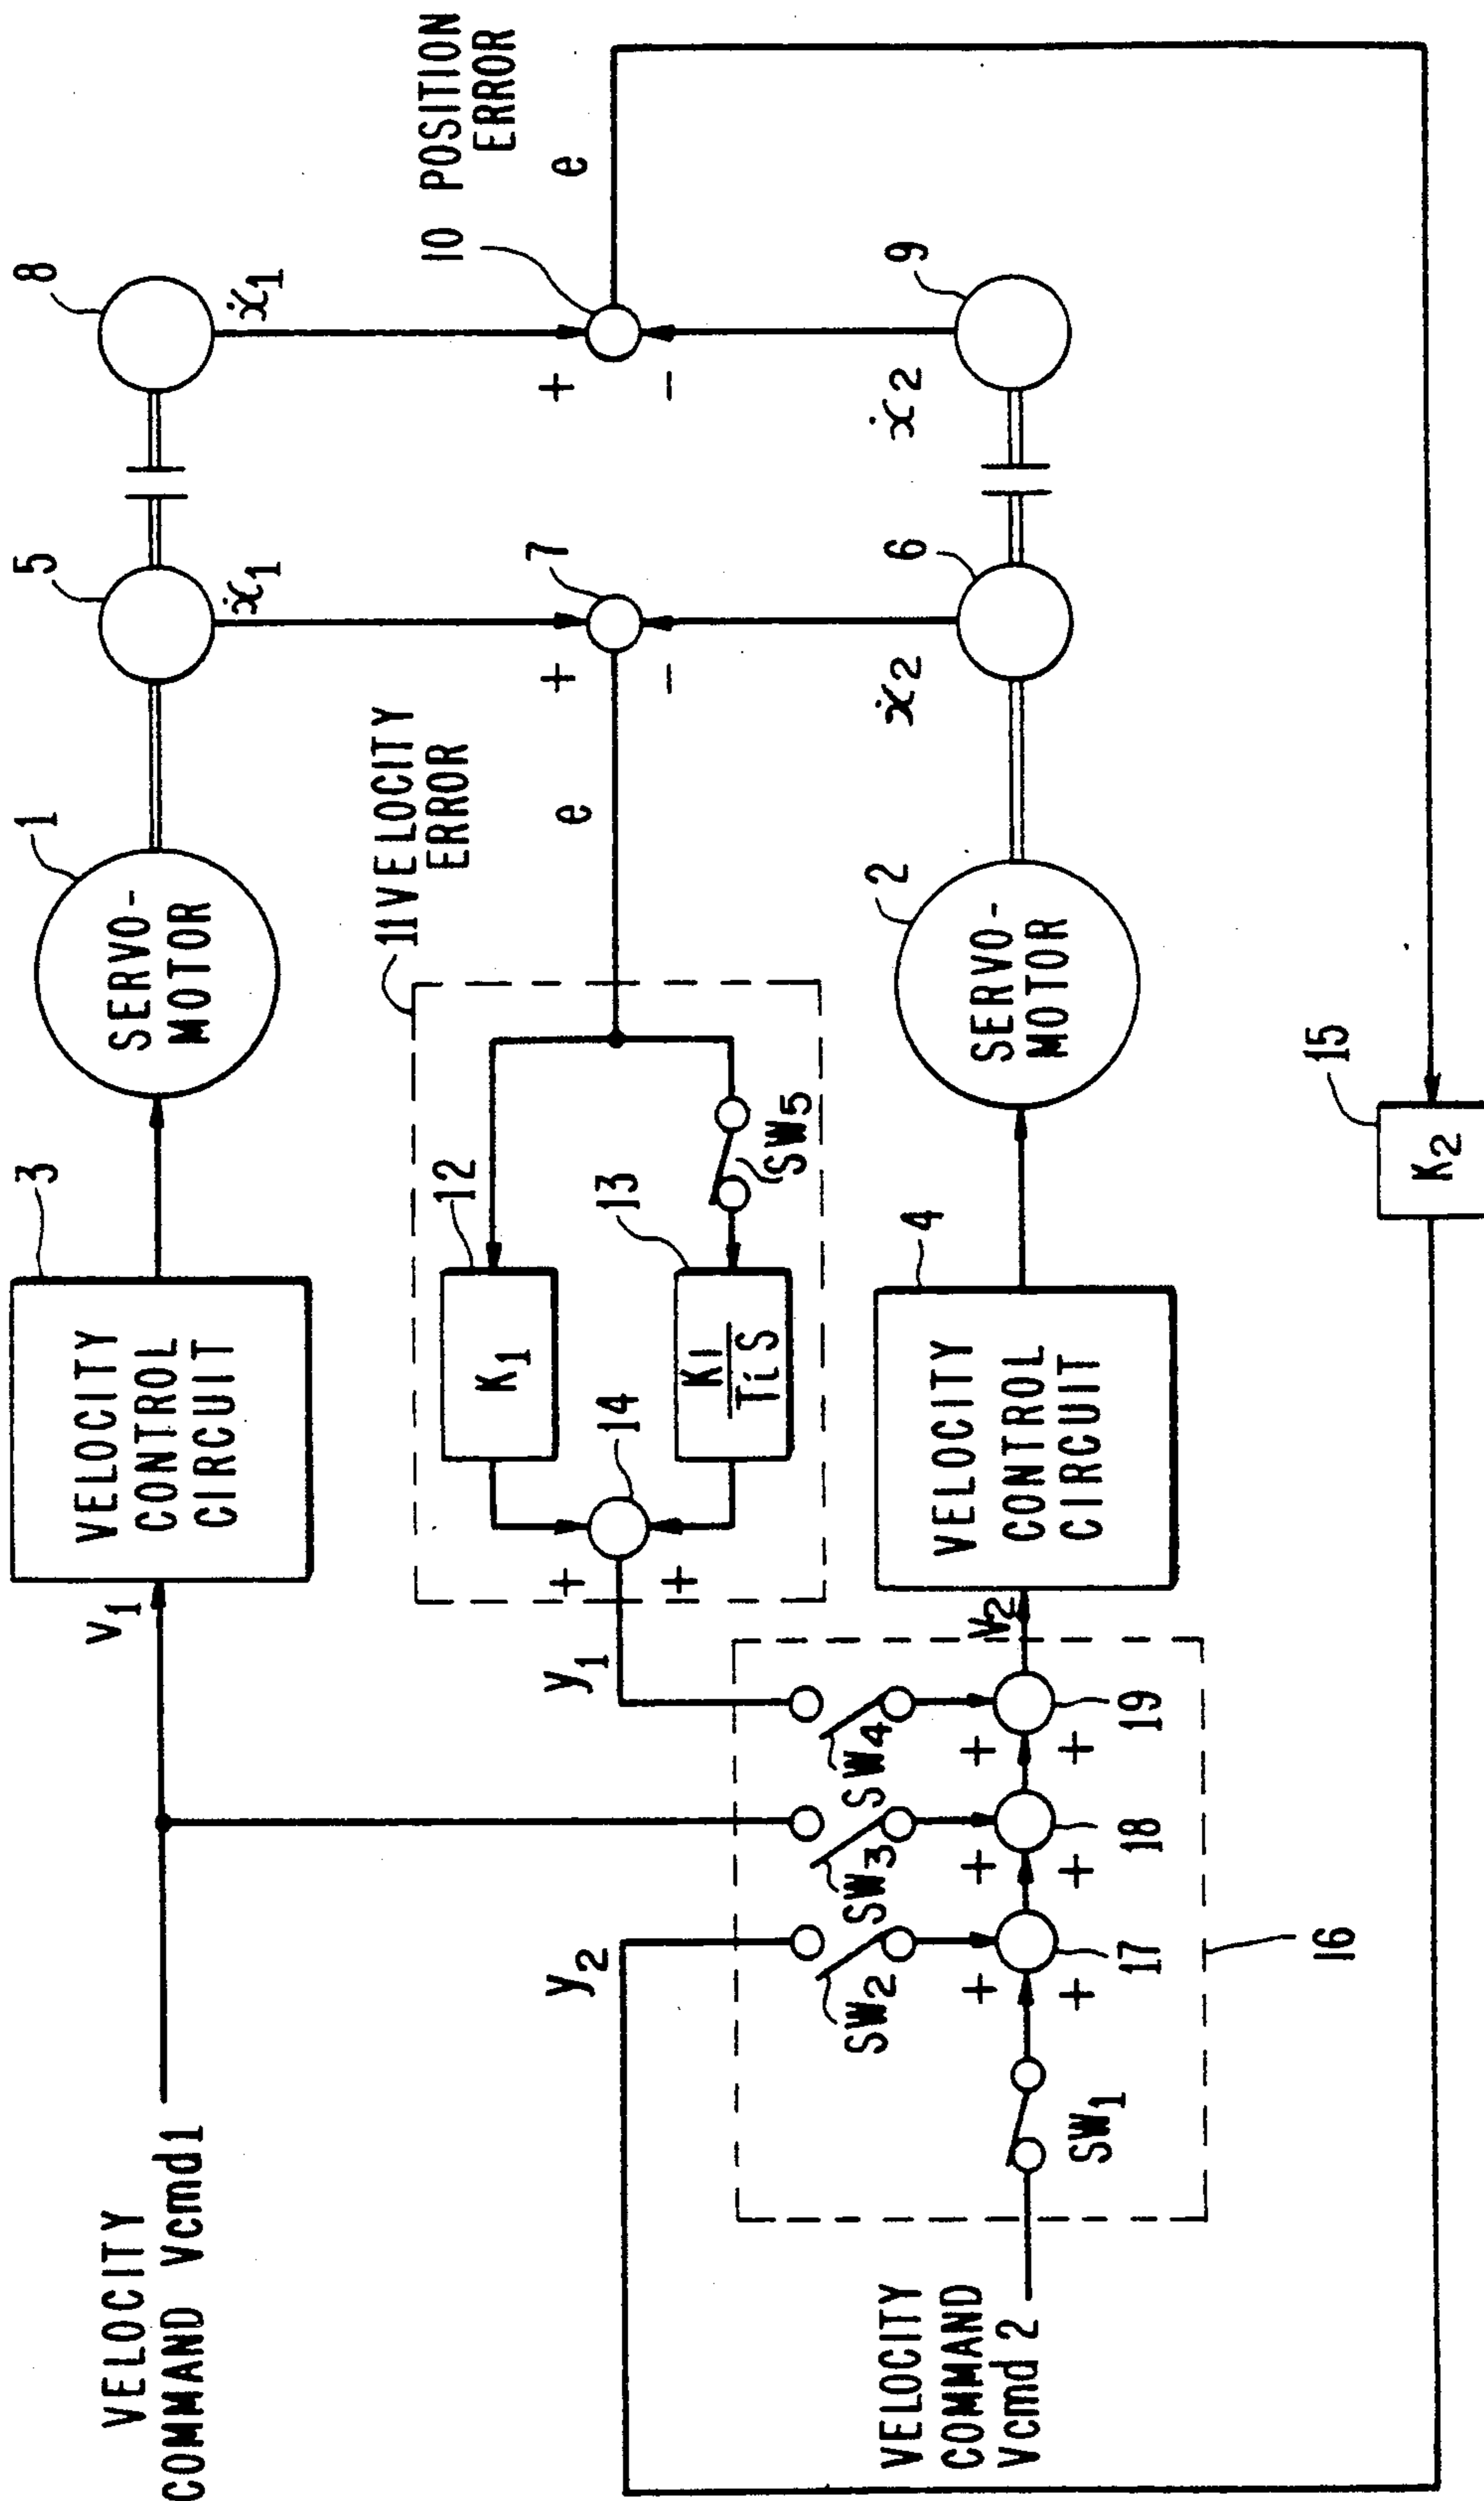 VELOCITY
COMMAND Vcmd1
V1
VELOCITY
CONTROL
CIRCUIT
3
SERVO-
MOTOR
1
5
ẋ1
8
ẋ1
10 POSITION
ERROR
e
+
-
7
+
-
e
11 VELOCITY
ERROR
12
K1
13
K1
TiS
SW5
14
+
+
y1
y2
SW2
SW3
SW4
+
+
+
+
+
+
17
18
19
16
SW1
VELOCITY
COMMAND
Vcmd 2
V2
VELOCITY
CONTROL
CIRCUIT
4
SERVO-
MOTOR
2
6
ẋ2
9
ẋ2
15
K2